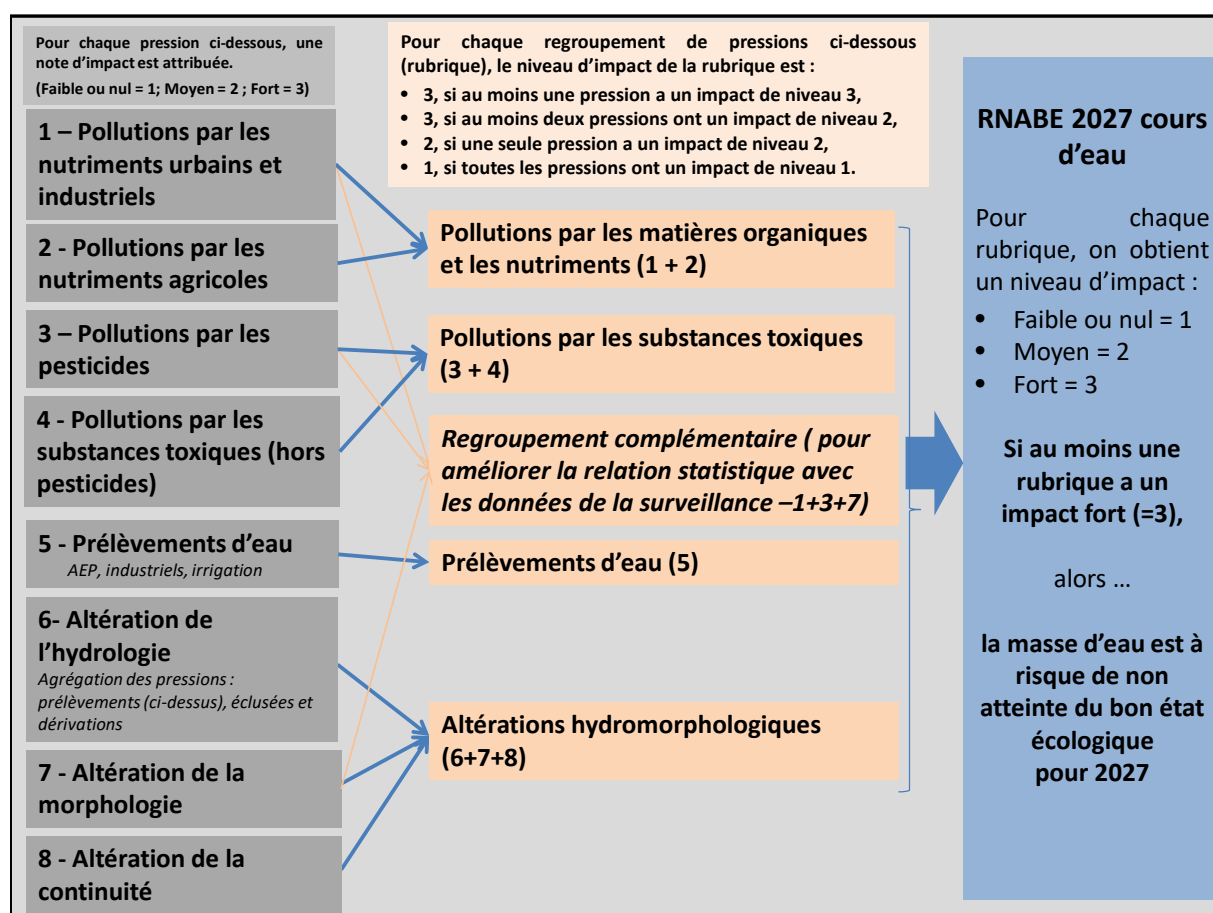 Pour chaque pression ci-dessous, une
note d'impact est attribuée.
(Faible ou nul = 1; Moyen = 2 ; Fort = 3)
1 – Pollutions par les
nutriments urbains et
industriels
2 - Pollutions par les
nutriments agricoles
3 – Pollutions par les
pesticides
4 - Pollutions par les
substances toxiques (hors
pesticides)
5 - Prélèvements d'eau
AEP, industriels, irrigation
6- Altération de
l'hydrologie
Agrégation des pressions :
prélèvements (ci-dessus), éclusées et
dérivations
7 - Altération de la
morphologie
8 - Altération de la
continuité
Pour chaque regroupement de pressions ci-dessous
(rubrique), le niveau d'impact de la rubrique est :
• 3, si au moins une pression a un impact de niveau 3,
• 3, si au moins deux pressions ont un impact de niveau 2,
• 2, si une seule pression a un impact de niveau 2,
• 1, si toutes les pressions ont un impact de niveau 1.
Pollutions par les matières organiques
et les nutriments (1 + 2)
Pollutions par les substances toxiques
(3 + 4)
Regroupement complémentaire ( pour
améliorer la relation statistique avec
les données de la surveillance –1+3+7)
Prélèvements d'eau (5)
Altérations hydromorphologiques
(6+7+8)
RNABE 2027 cours
d'eau
Pour chaque
rubrique, on obtient
un niveau d'impact :
• Faible ou nul = 1
• Moyen = 2
• Fort = 3
Si au moins une
rubrique a un
impact fort (=3),
alors ...
la masse d'eau est à
risque de non
atteinte du bon état
écologique
pour 2027